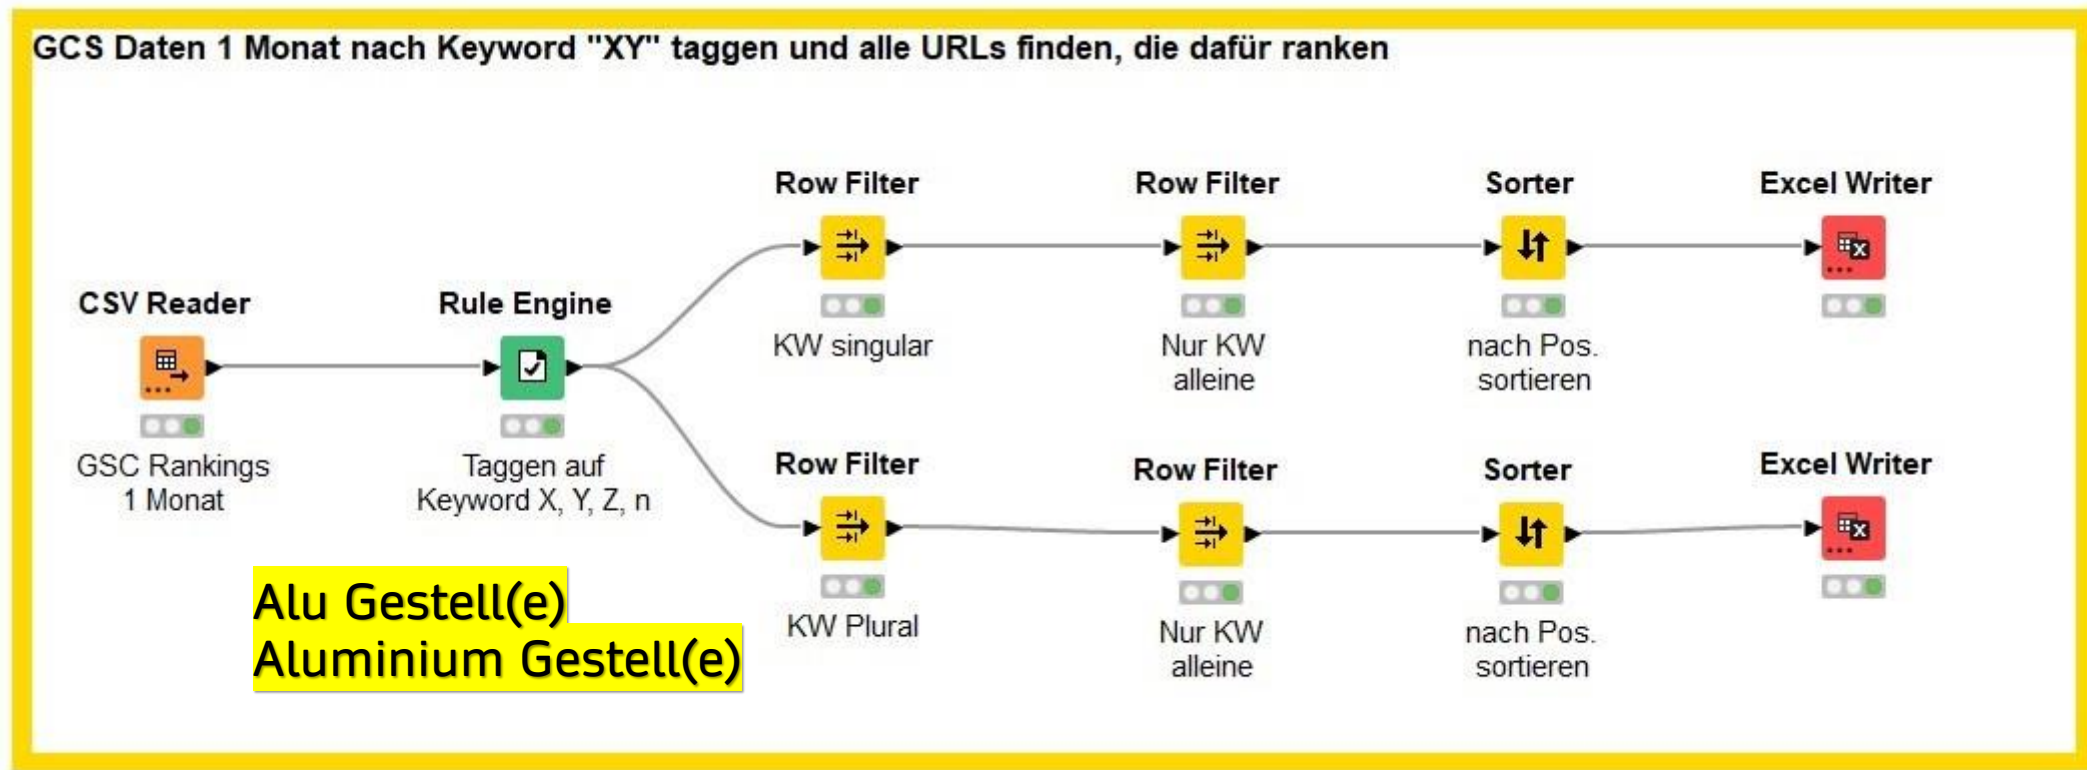 GCS Daten 1 Monat nach Keyword "XY" taggen und alle URLs finden, die dafür ranken
Row Filter
Row Filter
Sorter
Excel Writer
KW singular
Nur KW
alleine
nach Pos.
sortieren
CSV Reader
Rule Engine
GSC Rankings
1 Monat
Taggen auf
Keyword X, Y, Z, n
Row Filter
Row Filter
Sorter
Excel Writer
KW Plural
Nur KW
alleine
nach Pos.
sortieren
Alu Gestell(e)
Aluminium Gestell(e)